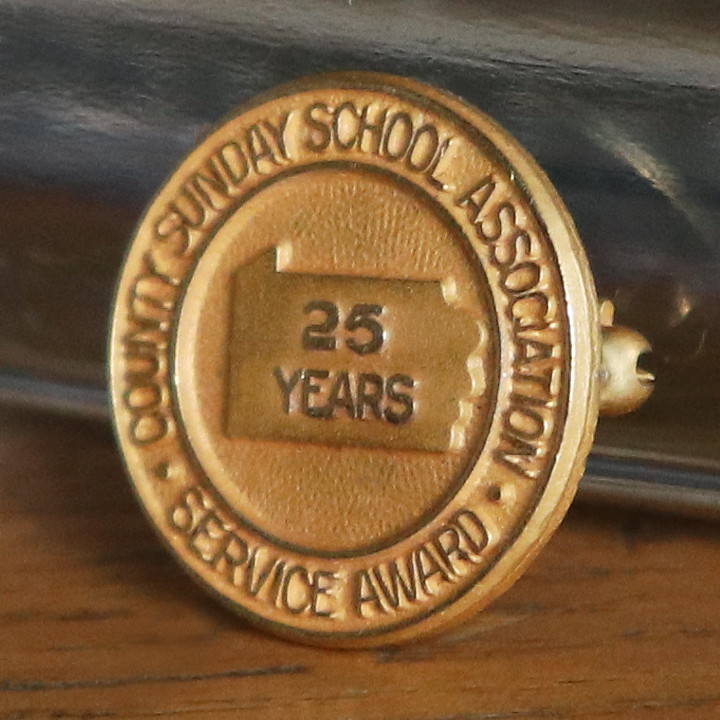 COUNTY SUNDAY SCHOOL ASSOCIATION
25
YEARS
SERVICE AWARD